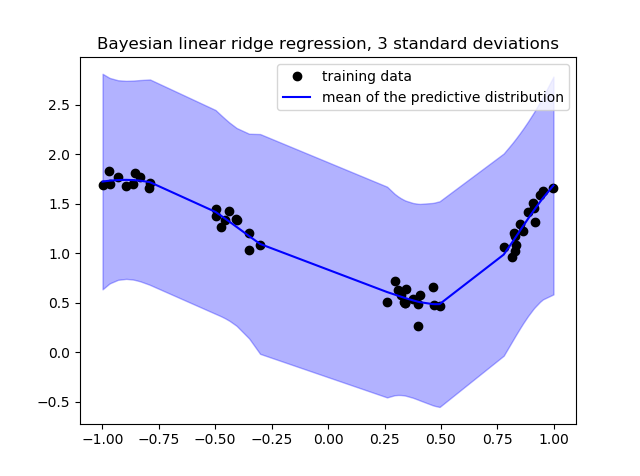 Bayesian linear ridge regression, 3 standard deviations
training data
mean of the predictive distribution
2.5
2.0
1.5
1.0
0.5
0.0
−0.5
−1.00 −0.75 −0.50 −0.25 0.00 0.25 0.50 0.75 1.00